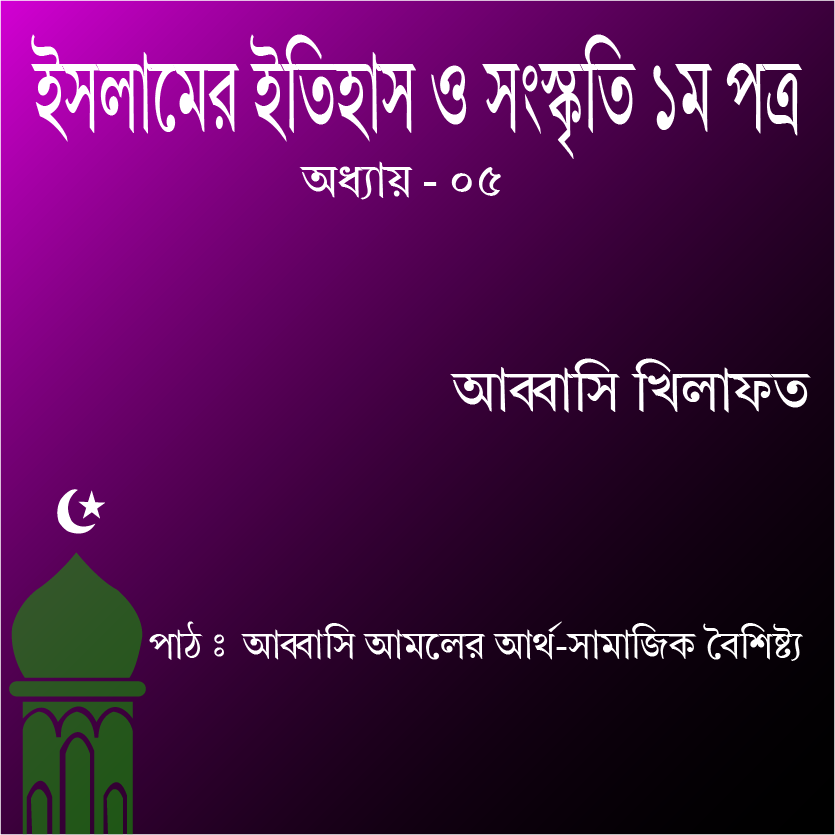 ইসলামের ইতিহাস ও সংস্কৃতি ১ম পত্র
অধ্যায় - ০৫
আব্বাসি খিলাফত
পাঠ ঃ আব্বাসি আমলের আর্থ-সামাজিক বৈশিষ্ট্য